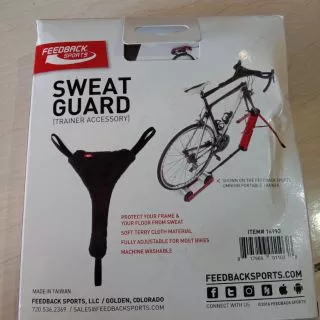 FEEDBACK
SPORTS
SWEAT
GUARD
[TRAINER ACCESSORY]
SHOWN ON THE FEEDBACK SPORTS
OMNIUM PORTABLE TRAINER
PROTECT YOUR FRAME &
YOUR FLOOR FROM SWEAT
SOFT TERRY CLOTH MATERIAL
FULLY ADJUSTABLE FOR MOST BIKES
MACHINE WASHABLE
ITEM# 16992
MADE IN TAIWAN
FEEDBACK SPORTS, LLC / GOLDEN, COLORADO
720.536.2369 / SALES@FEEDBACKSPORTS.COM
FEEDBACKSPORTS.COM
CONNECT WITH US
©2016 FEEDBACK SPORTS